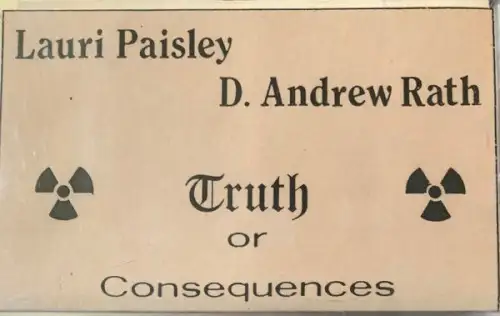 Lauri Paisley
D. Andrew Rath
Truth
or
Consequences